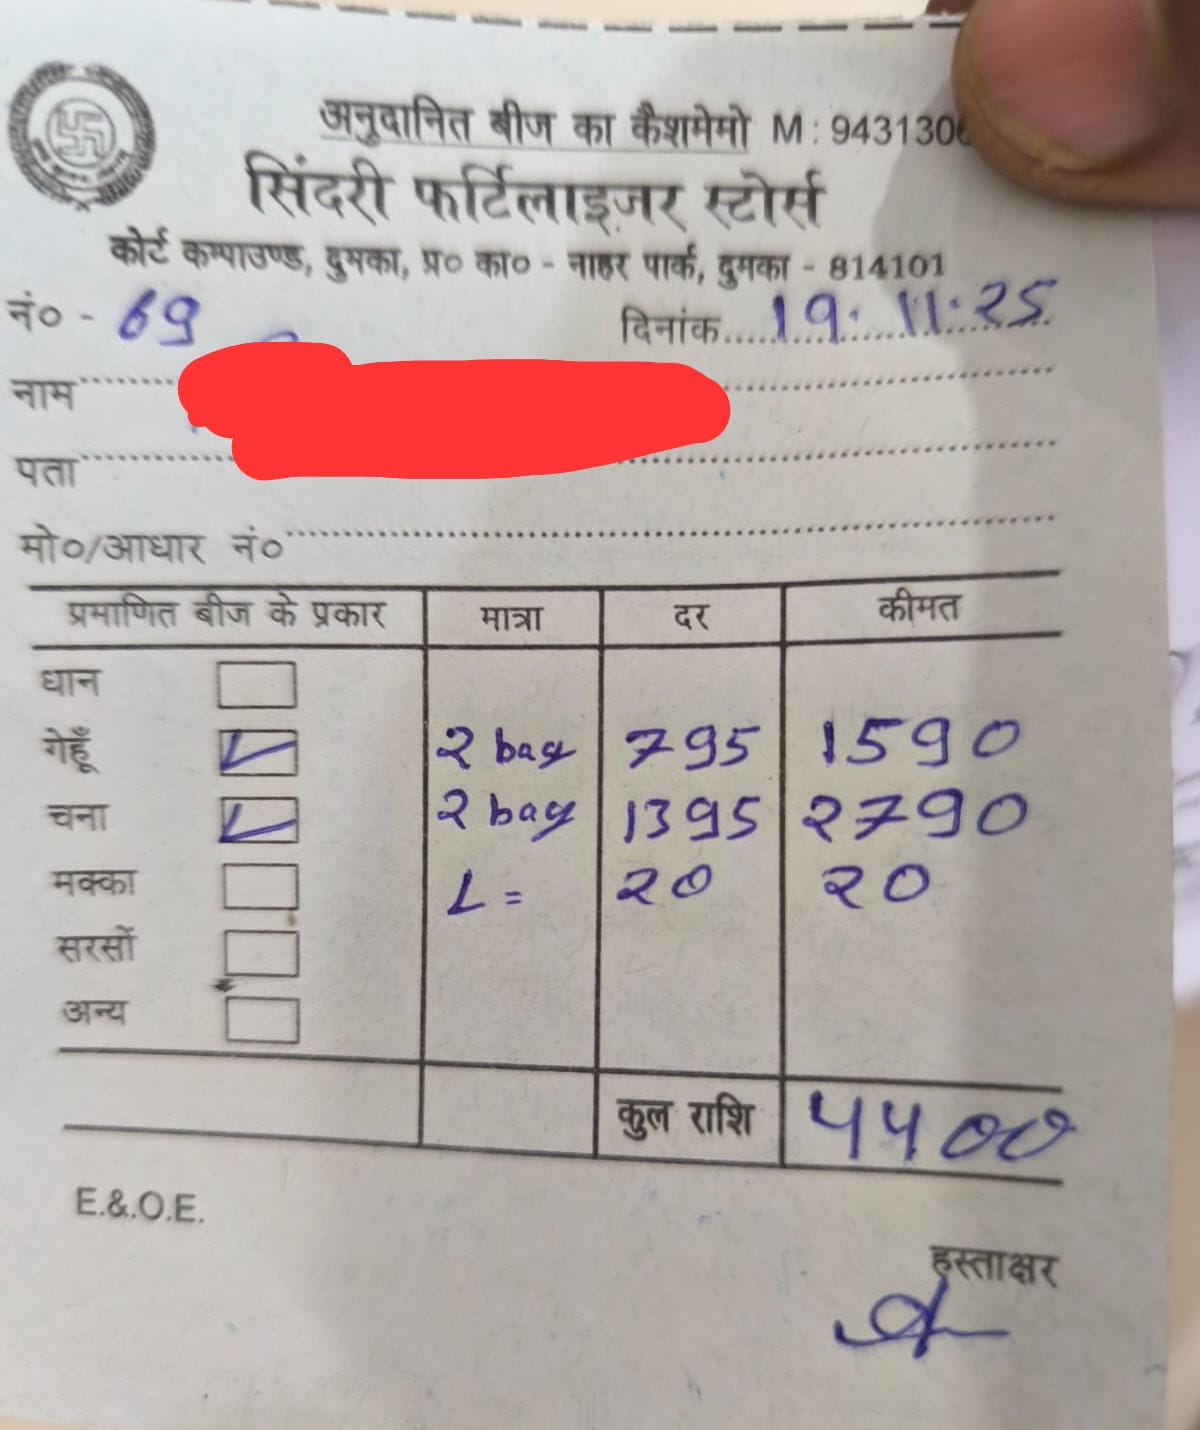 अनुदानित बीज का कैशमेमो M : 943130
सिंदरी फर्टिलाइजर स्टोर्स
कोर्ट कम्पाउण्ड, दुमका, प्र० का० - नाहर पार्क, दुमका - 814101
नं० - 69 दिनांक 19.11.25
नाम
पता
मो०/आधार नं०
प्रमाणित बीज के प्रकार मात्रा दर कीमत
धान
गेहूँ 2 bag 795 1590
चना 2 bag 1395 2790
मक्का L = 20 20
सरसों
अन्य
कुल राशि 4400
E.&.O.E.
हस्ताक्षर